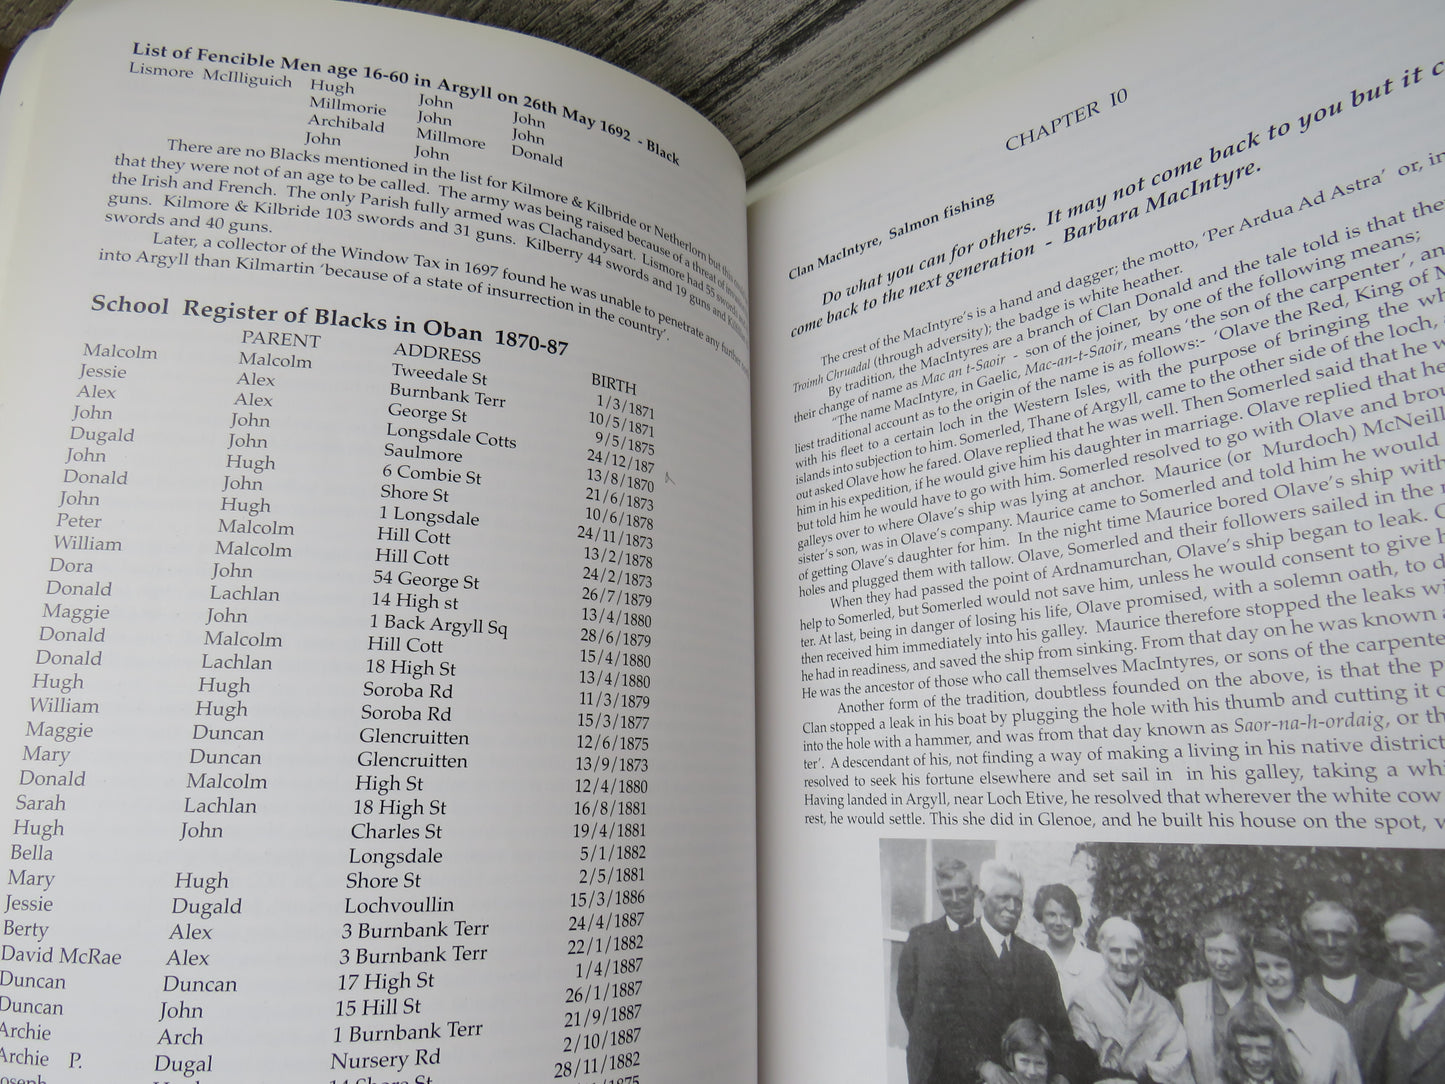 List of Fencible Men age 16-60 in Argyll on 26th May 1692 - Black
Lismore McIlliguich Hugh John John
Millmorie John John
Archibald Millmore Donald
John John
There are no Blacks mentioned in the list for Kilmore & Kilbride or Netherlorn but this
that they were not of an age to be called. The army was being raised because of a threat of
the Irish and French. The only Parish fully armed was Clachandysart. Lismore had 55 swords
guns. Kilmore & Kilbride 103 swords and 31 guns. Kilberry 44 swords and 19 guns and
swords and 40 guns.
Later, a collector of the Window Tax in 1697 found he was unable to penetrate any further
into Argyll than Kilmartin 'because of a state of insurrection in the country'.
School Register of Blacks in Oban 1870-87
PARENT ADDRESS BIRTH
Malcolm Malcolm Tweedale St 1/3/1871
Jessie Alex Burnbank Terr 10/5/1871
Alex Alex George St 9/5/1875
John John Longsdale Cotts 24/12/187
Dugald John Saulmore 13/8/1870
John Hugh 6 Combie St 21/6/1873
Donald John Shore St 10/6/1878
John Hugh 1 Longsdale 24/11/1873
Peter Malcolm Hill Cott 13/2/1878
William Malcolm Hill Cott 24/2/1873
Dora John 54 George St 26/7/1879
Donald Lachlan 14 High st 13/4/1880
Maggie John 1 Back Argyll Sq 28/6/1879
Donald Malcolm Hill Cott 15/4/1880
Donald Lachlan 18 High St 13/4/1880
Hugh Hugh Soroba Rd 11/3/1879
William Hugh Soroba Rd 15/3/1877
Maggie Duncan Glencruitten 12/6/1875
Mary Duncan Glencruitten 13/9/1873
Donald Malcolm High St 12/4/1880
Sarah Lachlan 18 High St 16/8/1881
Hugh John Charles St 19/4/1881
Bella Longsdale 5/1/1882
Mary Hugh Shore St 2/5/1881
Jessie Dugald Lochvoullin 15/3/1886
Berty Alex 3 Burnbank Terr 24/4/1887
David McRae Alex 3 Burnbank Terr 22/1/1882
Duncan Duncan 17 High St 1/4/1887
Duncan John 15 Hill St 26/1/1887
Archie Arch 1 Burnbank Terr 21/9/1887
Archie P. Dugal Nursery Rd 2/10/1887
28/11/1882
CHAPTER 10
Clan MacIntyre, Salmon fishing
Do what you can for others. It may not come back to you but it
come back to the next generation - Barbara MacIntyre.
The crest of the MacIntyre's is a hand and dagger; the motto, 'Per Ardua Ad Astra' or, in
Troimh Chruadal (through adversity); the badge is white heather.
By tradition, the MacIntyres are a branch of Clan Donald and the tale told is that the
their change of name as Mac an t-Saoir - son of the joiner, by one of the following means;
"The name MacIntyre, in Gaelic, Mac-an-t-Saoir, means 'the son of the carpenter', an
liest traditional account as to the origin of the name is as follows:- 'Olave the Red, King of
with his fleet to a certain loch in the Western Isles, with the purpose of bringing the
islands into subjection to him. Somerled, Thane of Argyll, came to the other side of the loch,
out asked Olave how he fared. Olave replied that he was well. Then Somerled said that he
him in his expedition, if he would give him his daughter in marriage. Olave replied that he
but told him he would have to go with him. Somerled resolved to go with Olave and
galleys over to where Olave's ship was lying at anchor. Maurice (or Murdoch) McNeill
sister's son, was in Olave's company. Maurice came to Somerled and told him he would
of getting Olave's daughter for him. In the night time Maurice bored Olave's ship with
holes and plugged them with tallow. Olave, Somerled and their followers sailed in the
When they had passed the point of Ardnamurchan, Olave's ship began to leak.
help to Somerled, but Somerled would not save him, unless he would consent to give
ter. At last, being in danger of losing his life, Olave promised, with a solemn oath, to
then received him immediately into his galley. Maurice therefore stopped the leaks
he had in readiness, and saved the ship from sinking. From that day on he was known
He was the ancestor of those who call themselves MacIntyres, or sons of the carpenter
Another form of the tradition, doubtless founded on the above, is that the
Clan stopped a leak in his boat by plugging the hole with his thumb and cutting it
into the hole with a hammer, and was from that day known as Saor-na-h-ordaig, or
ter'. A descendant of his, not finding a way of making a living in his native district
resolved to seek his fortune elsewhere and set sail in in his galley, taking a
Having landed in Argyll, near Loch Etive, he resolved that wherever the white cow
rest, he would settle. This she did in Glenoe, and he built his house on the spot,